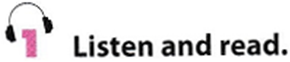 1 Listen and read.